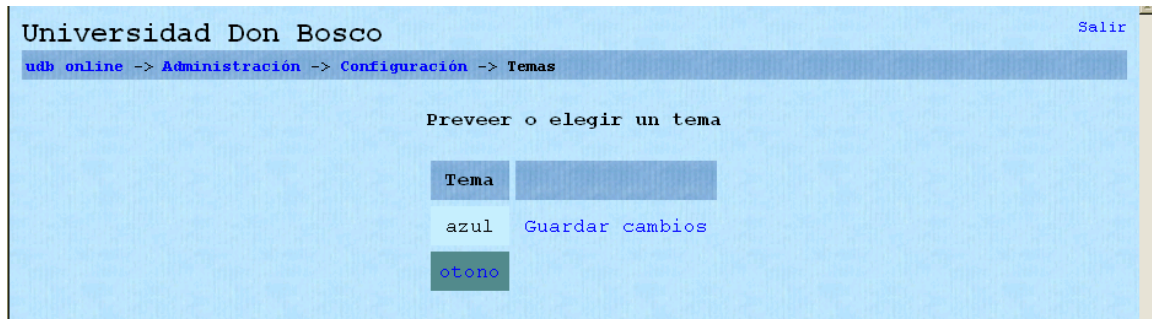 Universidad Don Bosco
Salir
udb online -> Administración -> Configuración -> Temas
Preveer o elegir un tema
Tema
azul Guardar cambios
otono